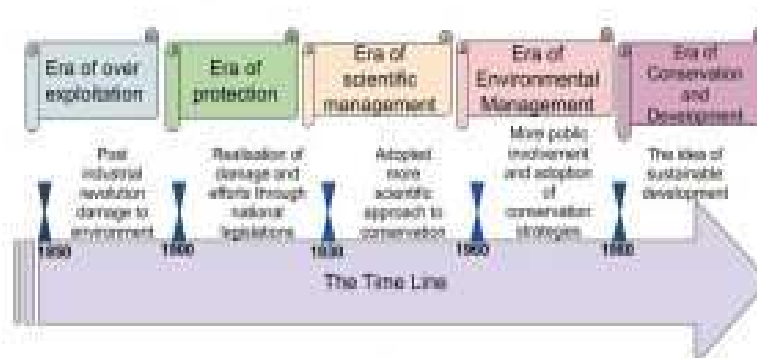 Era of over
exploitation
Era of
protection
Era of
scientific
management
Era of
Environmental
Management
Era of
Conservation
and
Development
Post
industrial
revolution
damage to
environment
Realisation of
damage and
efforts through
national
legislations
Adopted
more
scientific
approach to
conservation
More public
involvement
and adoption
of
conservation
strategies
The idea of
sustainable
development
1900
1930
1960
The Time Line